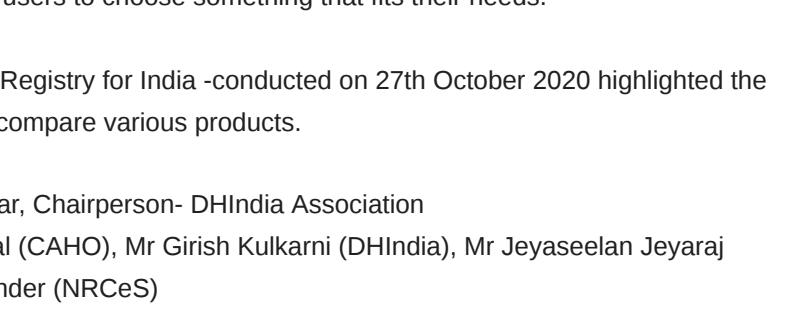 users to choose something that fits their needs.
Registry for India -conducted on 27th October 2020 highlighted the
compare various products.
ar, Chairperson- DHIndia Association
al (CAHO), Mr Girish Kulkarni (DHIndia), Mr Jeyaseelan Jeyaraj
nder (NRCeS)